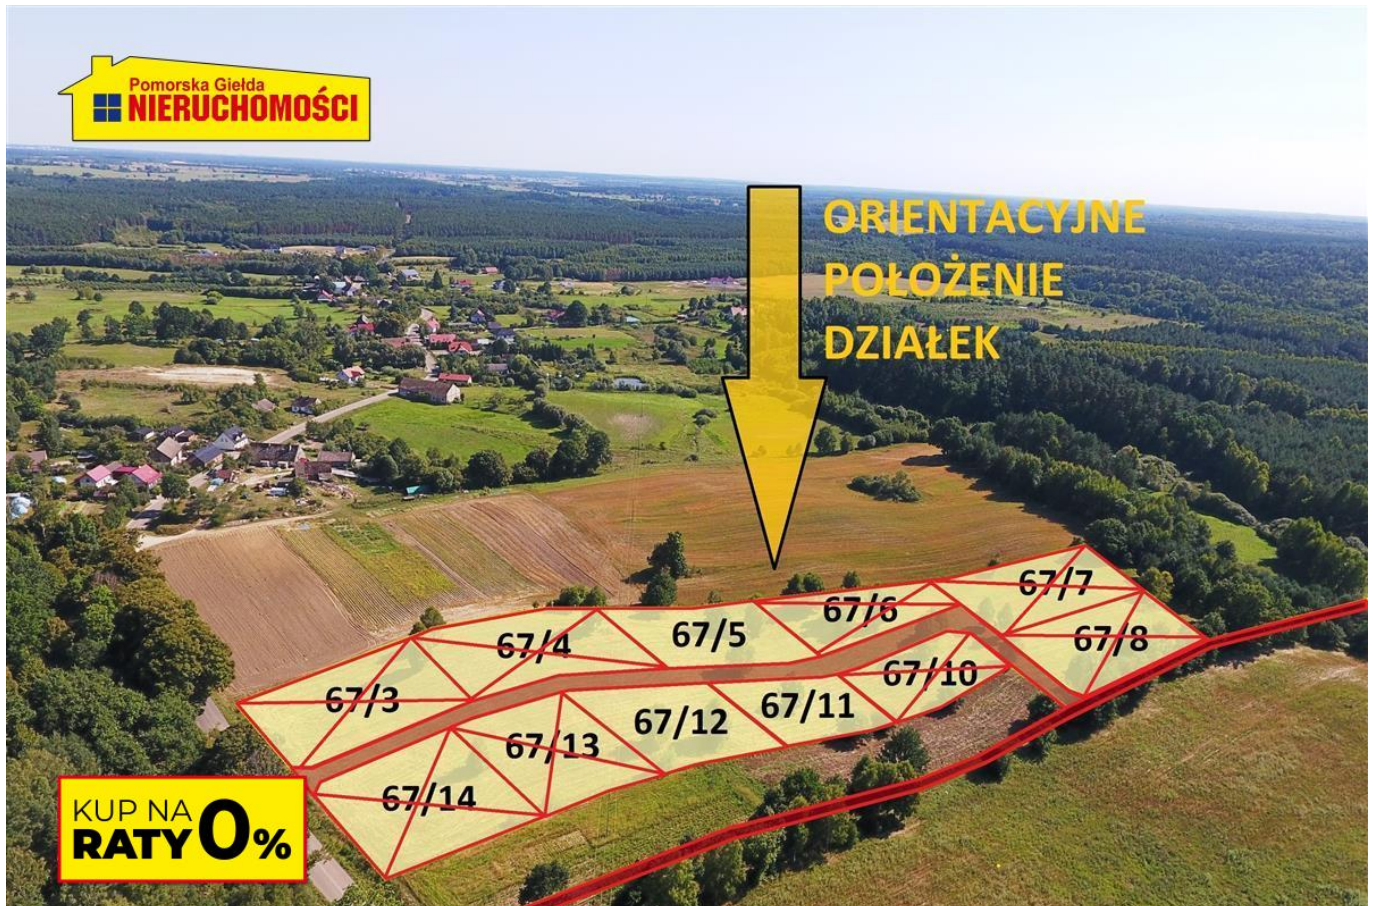 Pomorska Giełda
NIERUCHOMOŚCI
ORIENTACYJNE
POŁOŻENIE
DZIAŁEK
67/7
67/6
67/5
67/4
67/8
67/3
67/10
67/11
67/12
67/13
67/14
KUP NA
RATY 0%